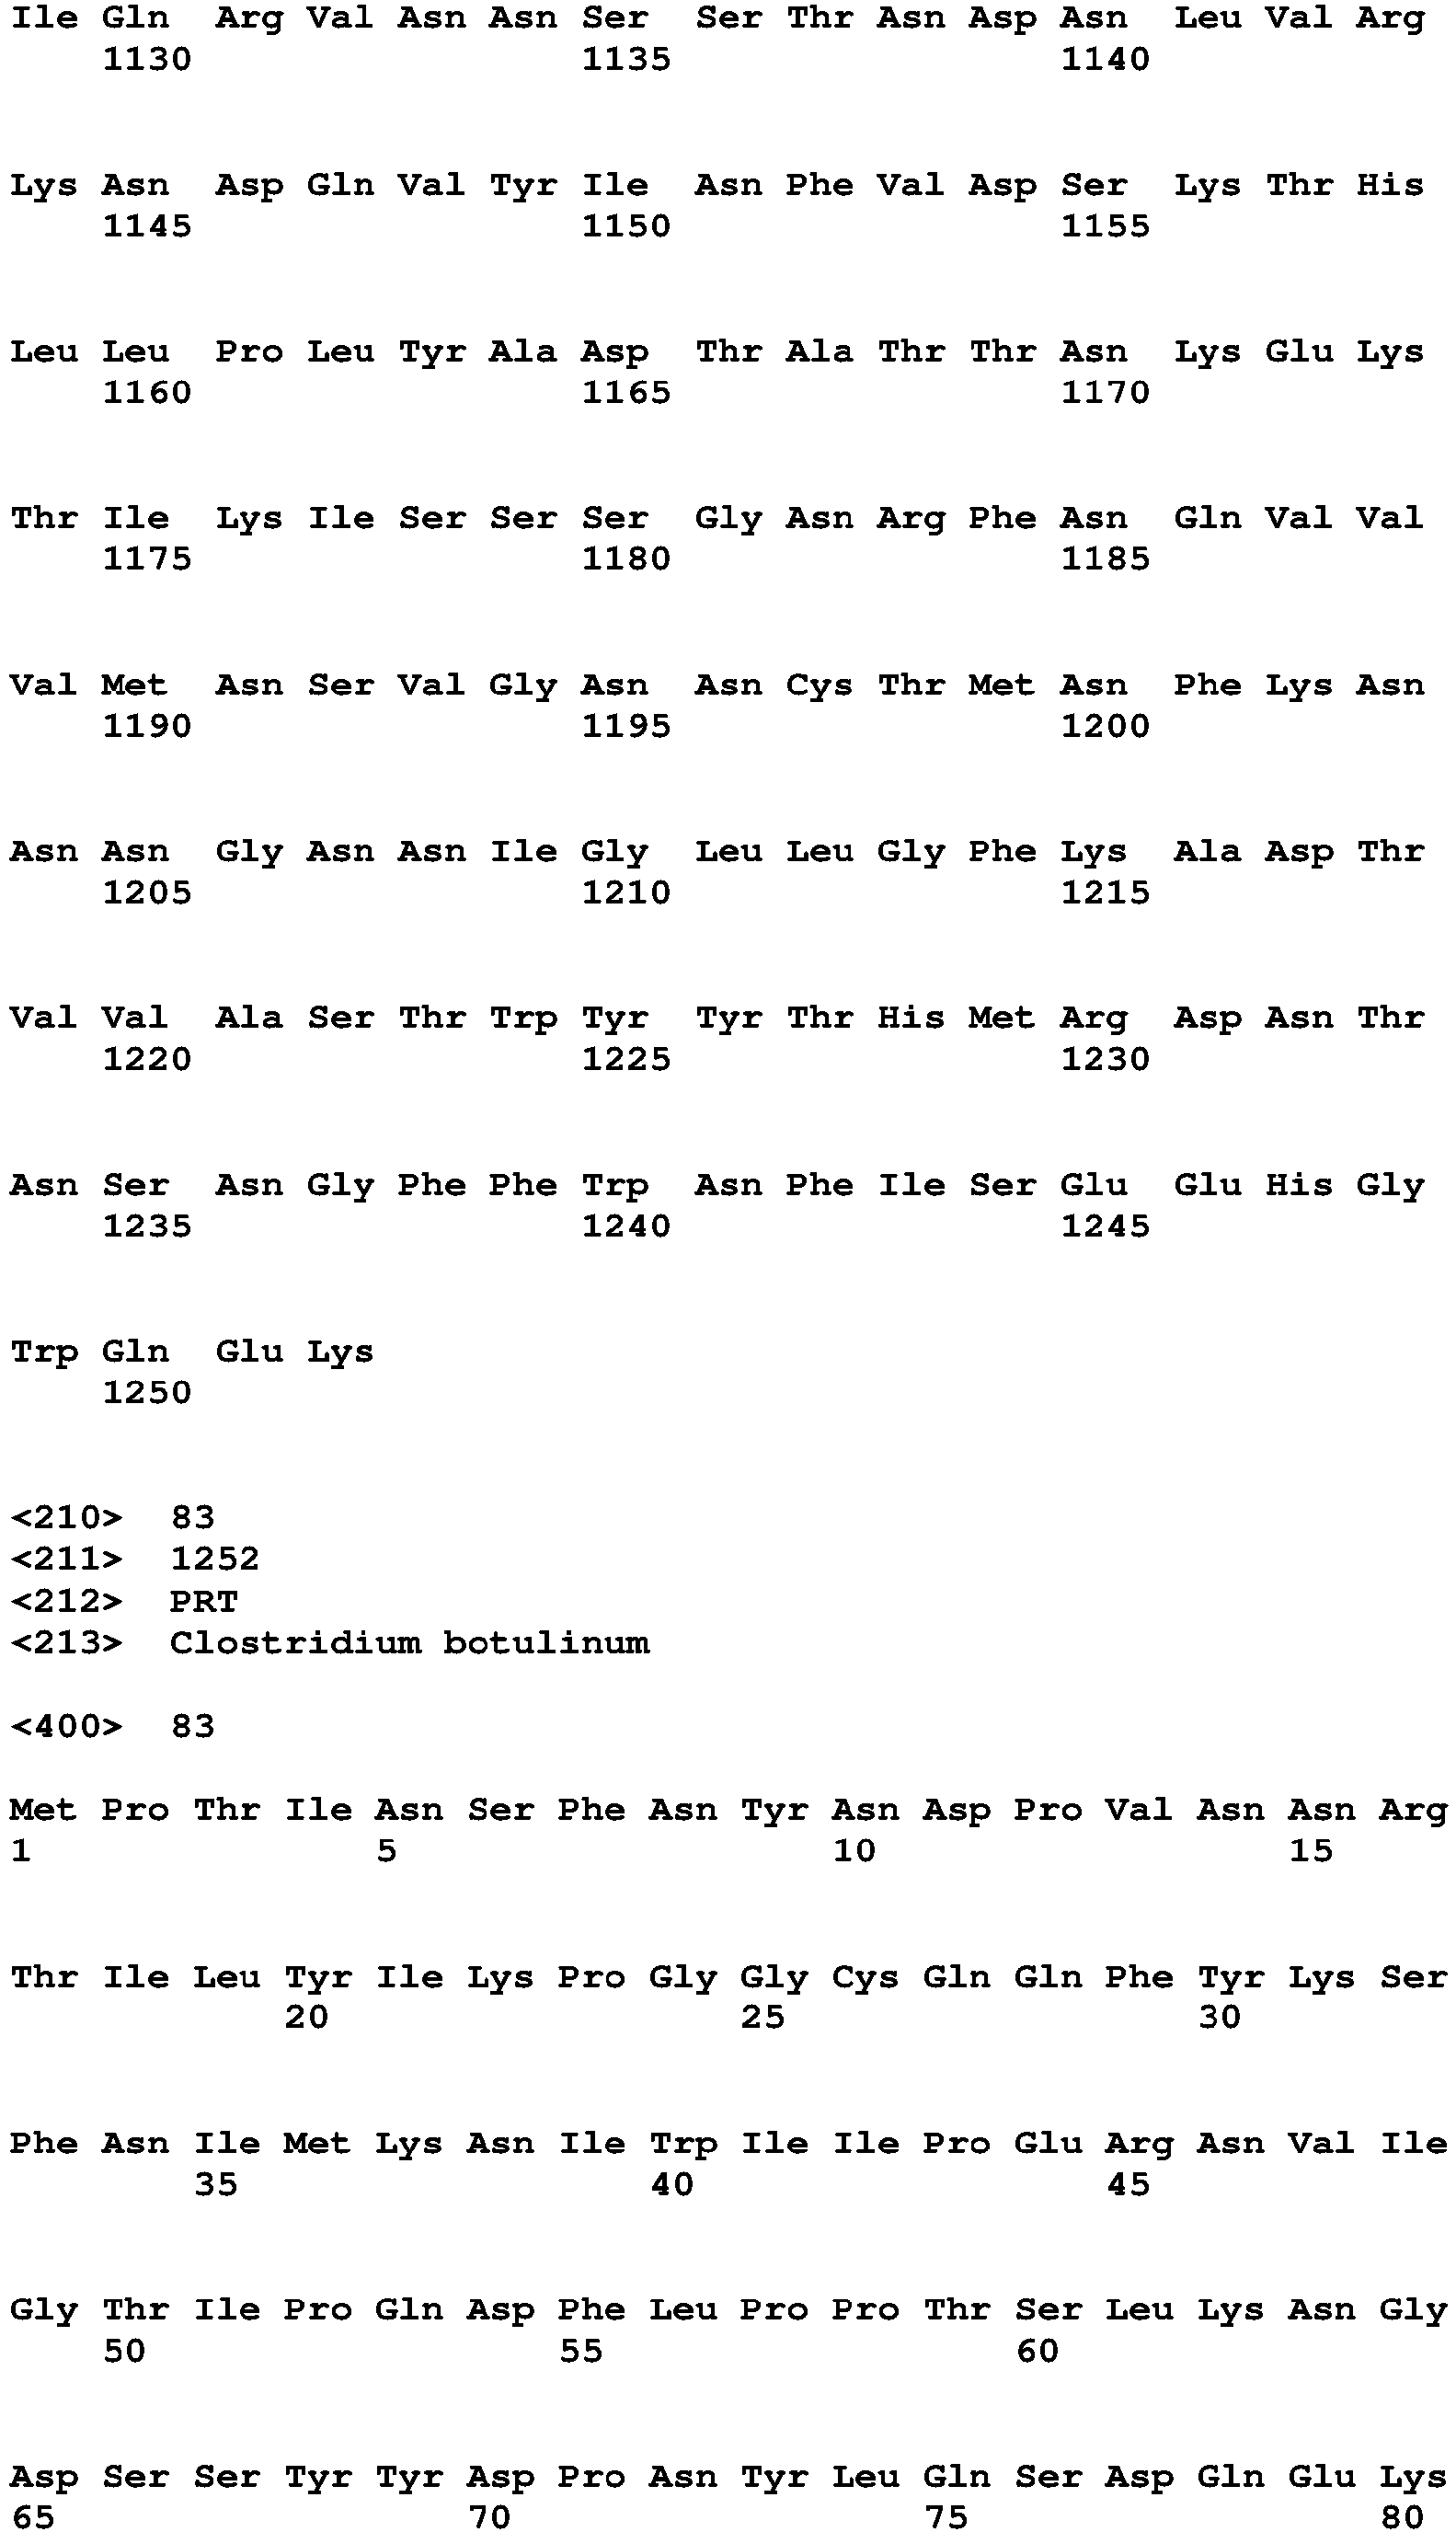 Ile Gln Arg Val Asn Asn Ser Ser Thr Asn Asp Asn Leu Val Arg
1130 1135 1140
Lys Asn Asp Gln Val Tyr Ile Asn Phe Val Asp Ser Lys Thr His
1145 1150 1155
Leu Leu Pro Leu Tyr Ala Asp Thr Ala Thr Thr Asn Lys Glu Lys
1160 1165 1170
Thr Ile Lys Ile Ser Ser Ser Gly Asn Arg Phe Asn Gln Val Val
1175 1180 1185
Val Met Asn Ser Val Gly Asn Asn Cys Thr Met Asn Phe Lys Asn
1190 1195 1200
Asn Asn Gly Asn Asn Ile Gly Leu Leu Gly Phe Lys Ala Asp Thr
1205 1210 1215
Val Val Ala Ser Thr Trp Tyr Tyr Thr His Met Arg Asp Asn Thr
1220 1225 1230
Asn Ser Asn Gly Phe Phe Trp Asn Phe Ile Ser Glu Glu His Gly
1235 1240 1245
Trp Gln Glu Lys
1250
<210> 83
<211> 1252
<212> PRT
<213> Clostridium botulinum
<400> 83
Met Pro Thr Ile Asn Ser Phe Asn Tyr Asn Asp Pro Val Asn Asn Arg
1 5 10 15
Thr Ile Leu Tyr Ile Lys Pro Gly Gly Cys Gln Gln Phe Tyr Lys Ser
20 25 30
Phe Asn Ile Met Lys Asn Ile Trp Ile Ile Pro Glu Arg Asn Val Ile
35 40 45
Gly Thr Ile Pro Gln Asp Phe Leu Pro Pro Thr Ser Leu Lys Asn Gly
50 55 60
Asp Ser Ser Tyr Tyr Asp Pro Asn Tyr Leu Gln Ser Asp Gln Glu Lys
65 70 75 80